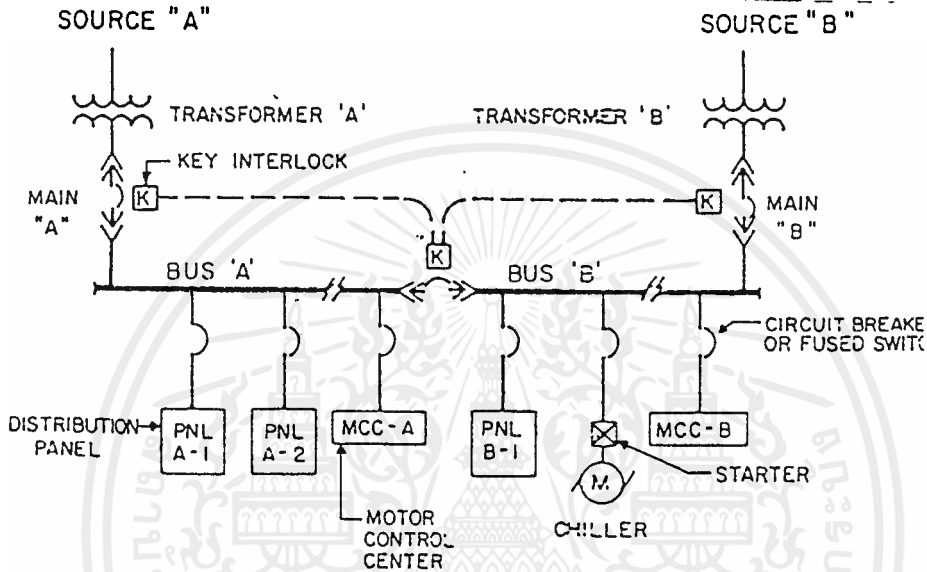 SOURCE "A"
SOURCE "B"
TRANSFORMER 'A'
TRANSFORMER 'B'
KEY INTERLOCK
MAIN
"A"
K
K
MAIN
"B"
K
BUS 'A'
BUS 'B'
CIRCUIT BREAKE
OR FUSED SWITC
DISTRIBUTION
PANEL
PNL
A-1
PNL
A-2
MCC-A
PNL
B-1
MCC-B
STARTER
M
CHILLER
MOTOR
CONTROL
CENTER